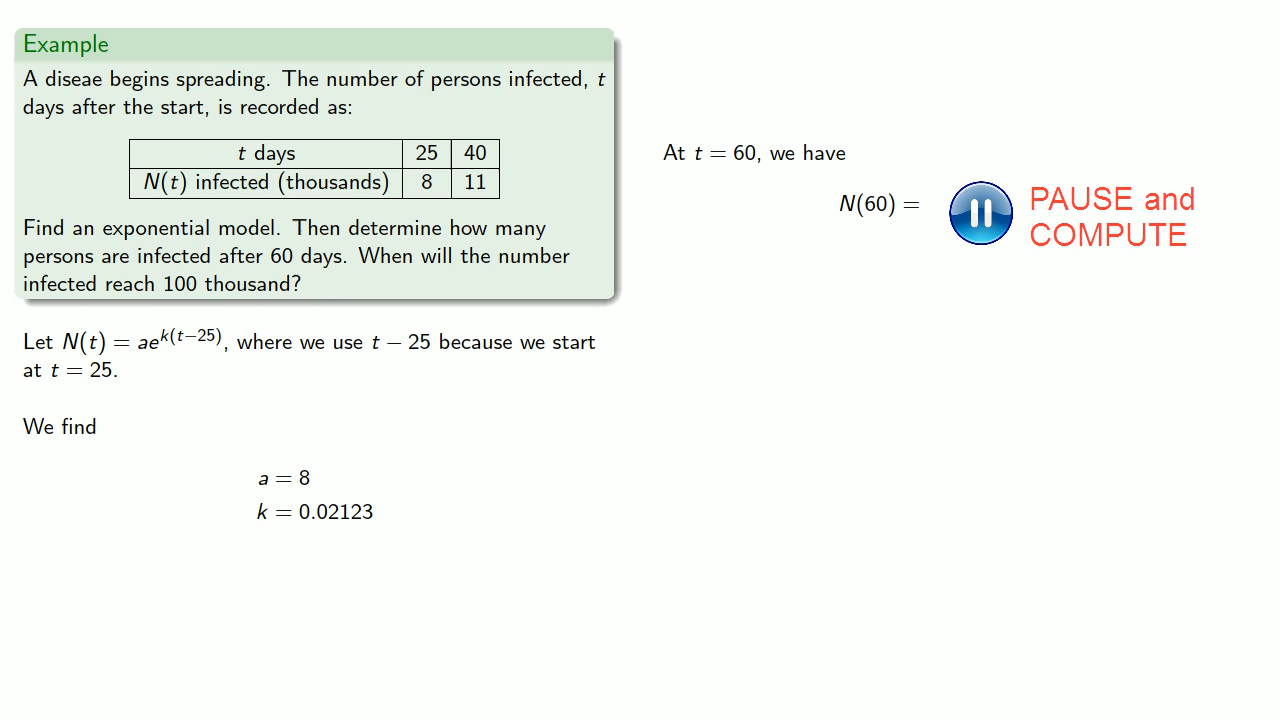 Example
A diseae begins spreading. The number of persons infected, t
days after the start, is recorded as:
t days 25 40
N(t) infected (thousands) 8 11
Find an exponential model. Then determine how many
persons are infected after 60 days. When will the number
infected reach 100 thousand?
Let N(t) = ae^{k(t−25)}, where we use t − 25 because we start
at t = 25.
We find
a = 8
k = 0.02123
At t = 60, we have
N(60) =
PAUSE and
COMPUTE